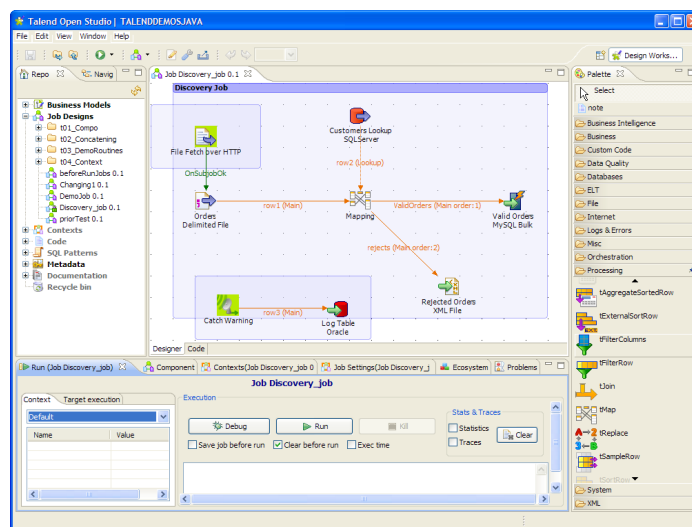 Talend Open Studio | TALENDDEMOSJAVA
File Edit View Window Help
Design Works...
Repo Navig
Job Discovery_job 0.1
Palette
Business Models
Job Designs
t01_Compo
t02_Concatening
t03_DemoRoutines
t04_Context
beforeRunJobs 0.1
Changing1 0.1
DemoJob 0.1
Discovery_job 0.1
priorTest 0.1
Contexts
Code
SQL Patterns
Metadata
Documentation
Recycle bin
Discovery Job
File Fetch over HTTP
Customers Lookup
SQLServer
row2 (Lookup)
OnSubjobOk
Orders
Delimited File
row1 (Main)
Mapping
ValidOrders (Main order:1)
Valid Orders
MySQL Bulk
rejects (Main order:2)
Rejected Orders
XML File
Catch Warning
row3 (Main)
Log Table
Oracle
Designer Code
Select
note
Business Intelligence
Business
Custom Code
Data Quality
Databases
ELT
File
Internet
Logs & Errors
Misc
Orchestration
Processing
tAggregateSortedRow
tExternalSortRow
tFilterColumns
tFilterRow
tJoin
tMap
tReplace
tSampleRow
tSortRow
System
XML
Run (Job Discovery_job) Component Contexts(Job Discovery_job 0 Job Settings(Job Discovery_j Ecosystem Problems
Job Discovery_job
Context Target execution
Default
Name Value
Execution
Debug Run Kill
Save job before run Clear before run Exec time
Stats & Traces
Statistics
Traces
Clear